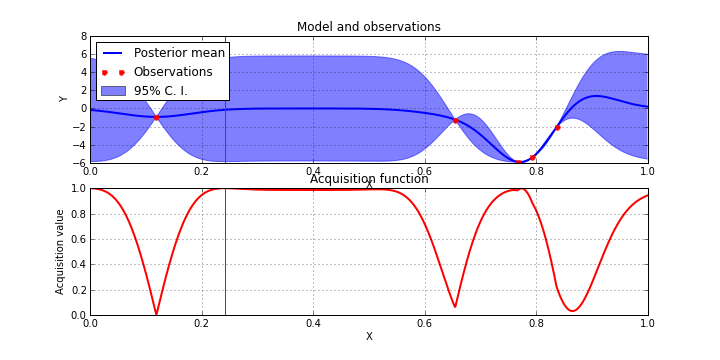 Model and observations
8
6
4
2
0
−2
−4
−6
Y
Posterior mean
Observations
95% C. I.
0.0 0.2 0.4 0.6 0.8 1.0
X
Acquisition function
1.0
0.8
0.6
0.4
0.2
0.0
Acquisition value
0.0 0.2 0.4 0.6 0.8 1.0
X